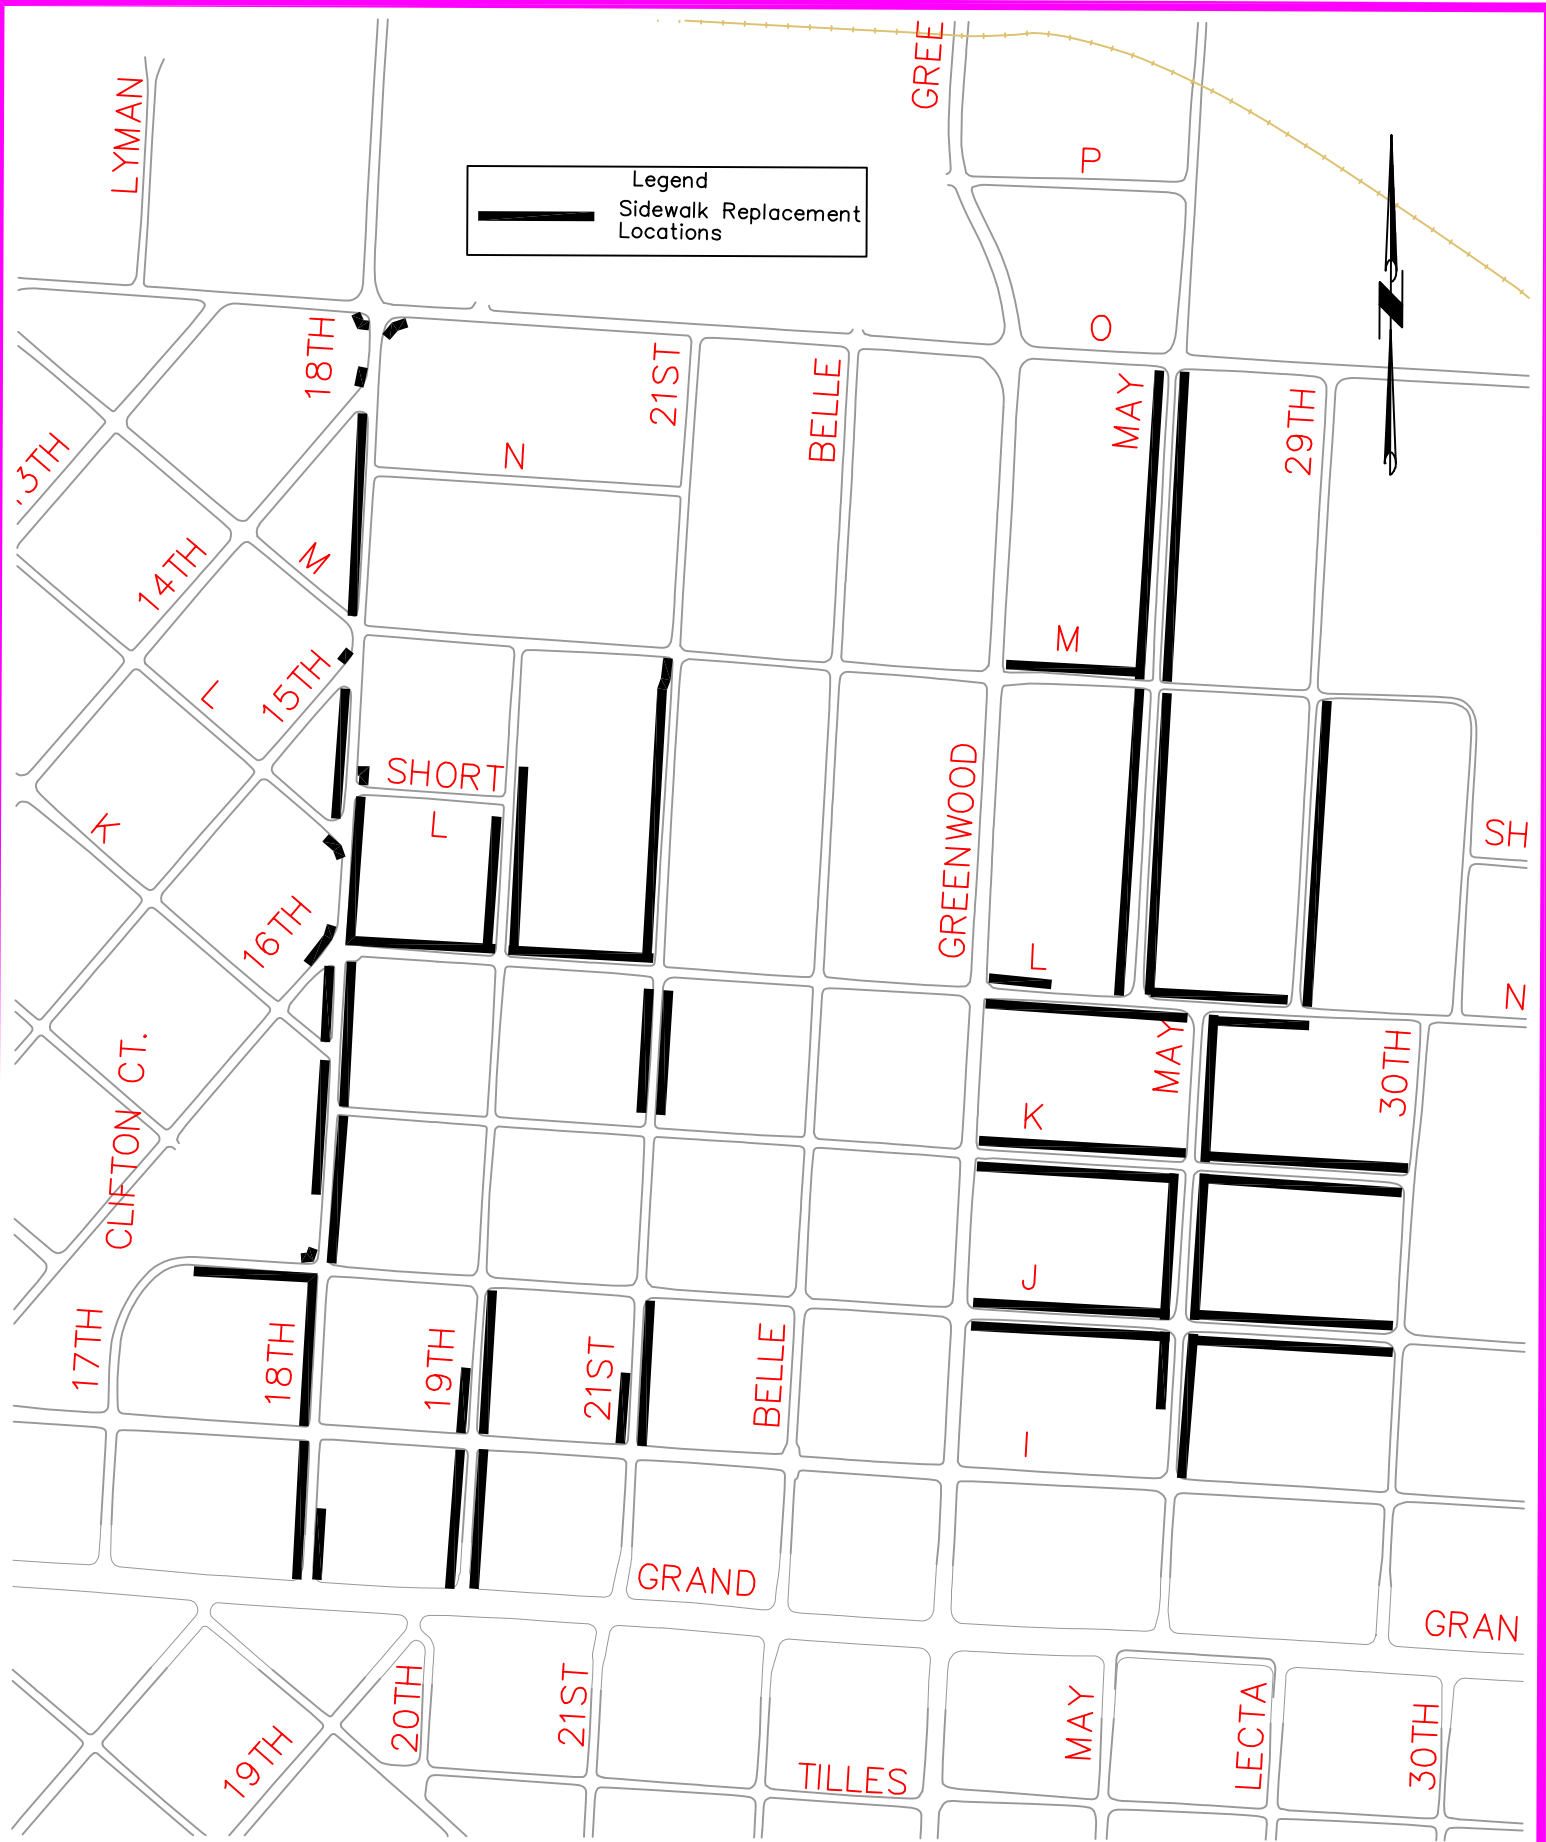 GREE
LYMAN
P
Legend
Sidewalk Replacement
Locations
18TH
O
21ST
BELLE
MAY
29TH
N
3TH
14TH
M
M
15TH
L
SHORT
L
K
GREENWOOD
SH
16TH
L
N
CLIFTON CT.
MAY
30TH
K
J
17TH
18TH
19TH
21ST
BELLE
I
GRAND
GRAN
20TH
21ST
MAY
LECTA
30TH
19TH
TILLES